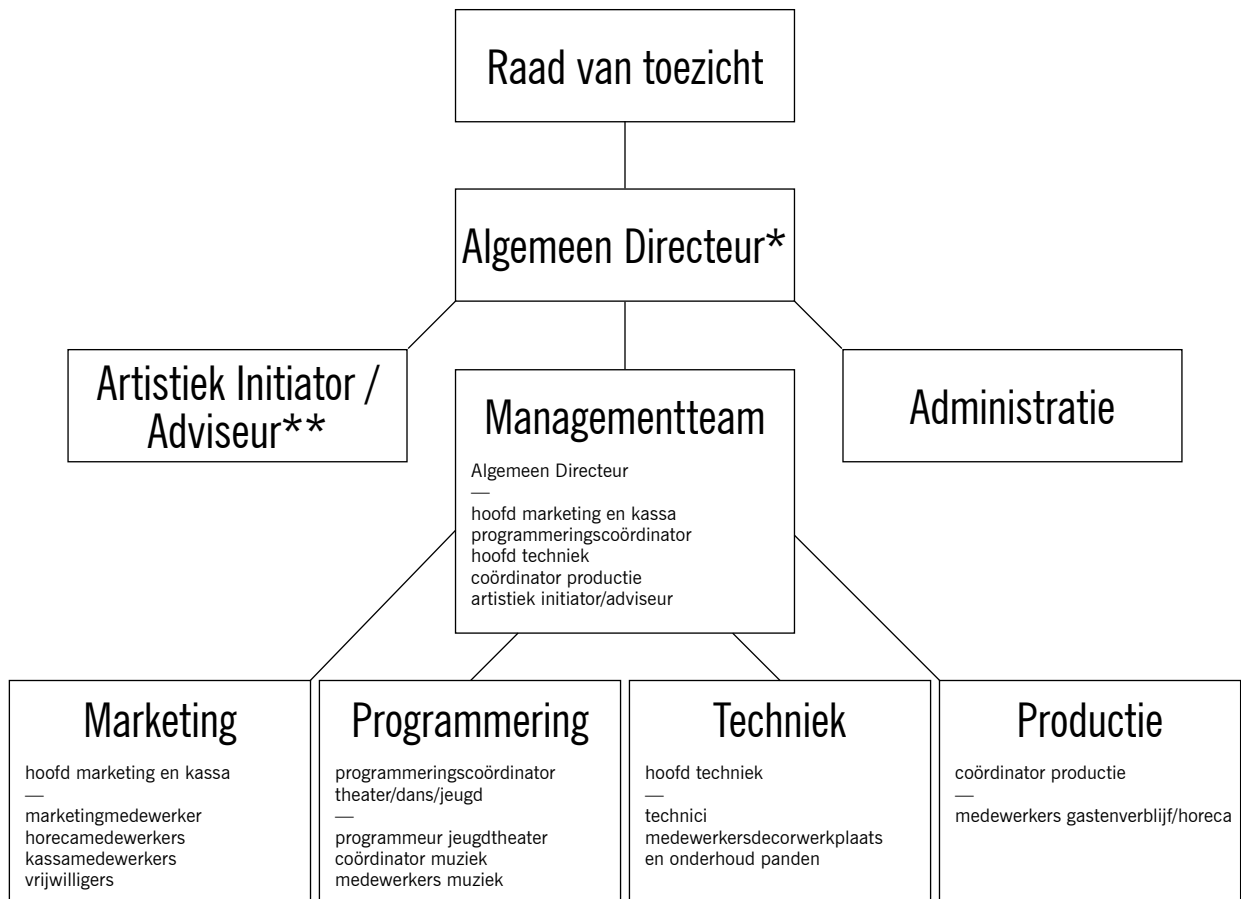 Raad van toezicht
Algemeen Directeur*
Artistiek Initiator /
Adviseur**
Managementteam
Algemeen Directeur
—
hoofd marketing en kassa
programmeringscoördinator
hoofd techniek
coördinator productie
artistiek initiator/adviseur
Administratie
Marketing
hoofd marketing en kassa
—
marketingmedewerker
horecamedewerkers
kassamedewerkers
vrijwilligers
Programmering
programmeringscoördinator
theater/dans/jeugd
—
programmeur jeugdtheater
coördinator muziek
medewerkers muziek
Techniek
hoofd techniek
—
technici
medewerkersdecorwerkplaats
en onderhoud panden
Productie
coördinator productie
—
medewerkers gastenverblijf/horeca